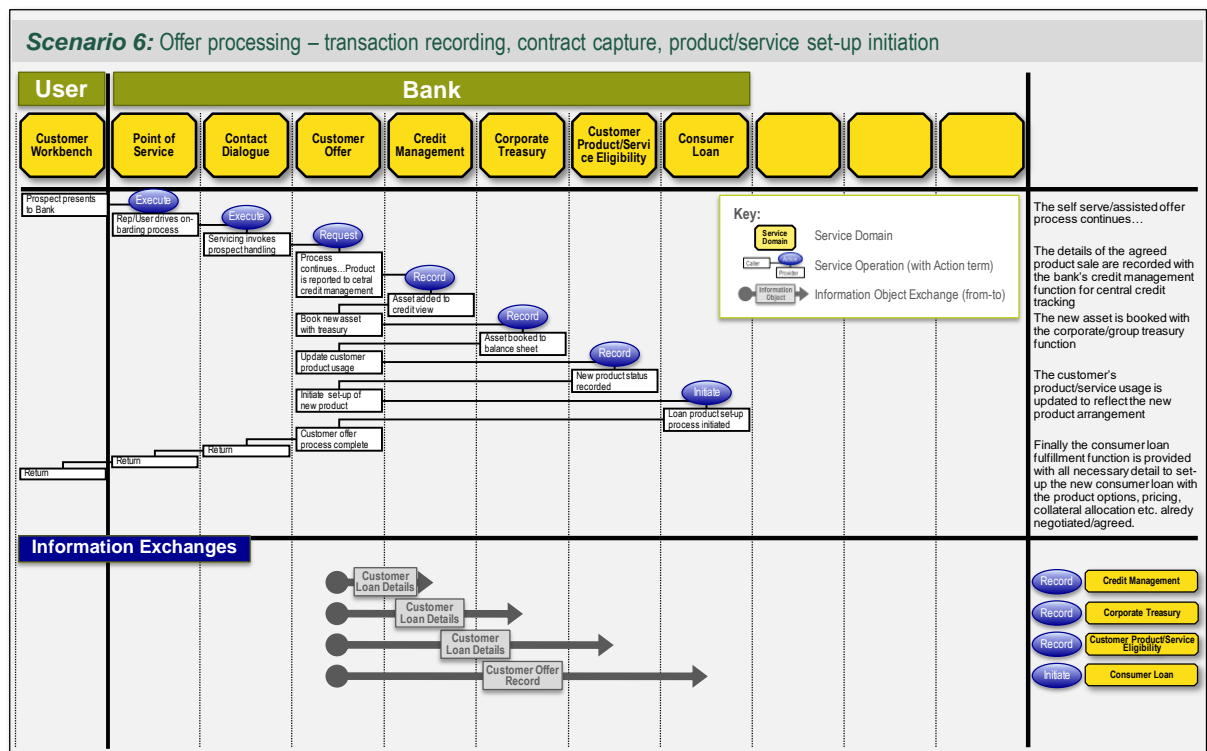 Scenario 6: Offer processing – transaction recording, contract capture, product/service set-up initiation
User
Bank
Customer
Workbench
Point of
Service
Contact
Dialogue
Customer
Offer
Credit
Management
Corporate
Treasury
Customer
Product/Servi
ce Eligibility
Consumer
Loan
Prospect presents
to Bank
Execute
Rep/User drives on-
barding process
Execute
Servicing invokes
prospect handling
Request
Process
continues…Product
is reported to cetral
credit management
Record
Asset added to
credit view
Book new asset
with treasury
Record
Asset booked to
balance sheet
Update customer
product usage
Record
New product status
recorded
Initiate set-up of
new product
Initiate
Loan product set-up
process initiated
Customer offer
process complete
Return
Return
Return
Key:
Service
Domain
Service Domain
Caller
Action
Provider
Service Operation (with Action term)
Information
Object
Information Object Exchange (from-to)
The self serve/assisted offer
process continues…
The details of the agreed
product sale are recorded with
the bank's credit management
function for central credit
tracking
The new asset is booked with
the corporate/group treasury
function
The customer's
product/service usage is
updated to reflect the new
product arrangement
Finally the consumer loan
fulfillment function is provided
with all necessary detail to set-
up the new consumer loan with
the product options, pricing,
collateral allocation etc. alredy
negotiated/agreed.
Information Exchanges
Customer
Loan Details
Customer
Loan Details
Customer
Loan Details
Customer Offer
Record
Record
Credit Management
Record
Corporate Treasury
Record
Customer Product/Service
Eligibility
Initiate
Consumer Loan